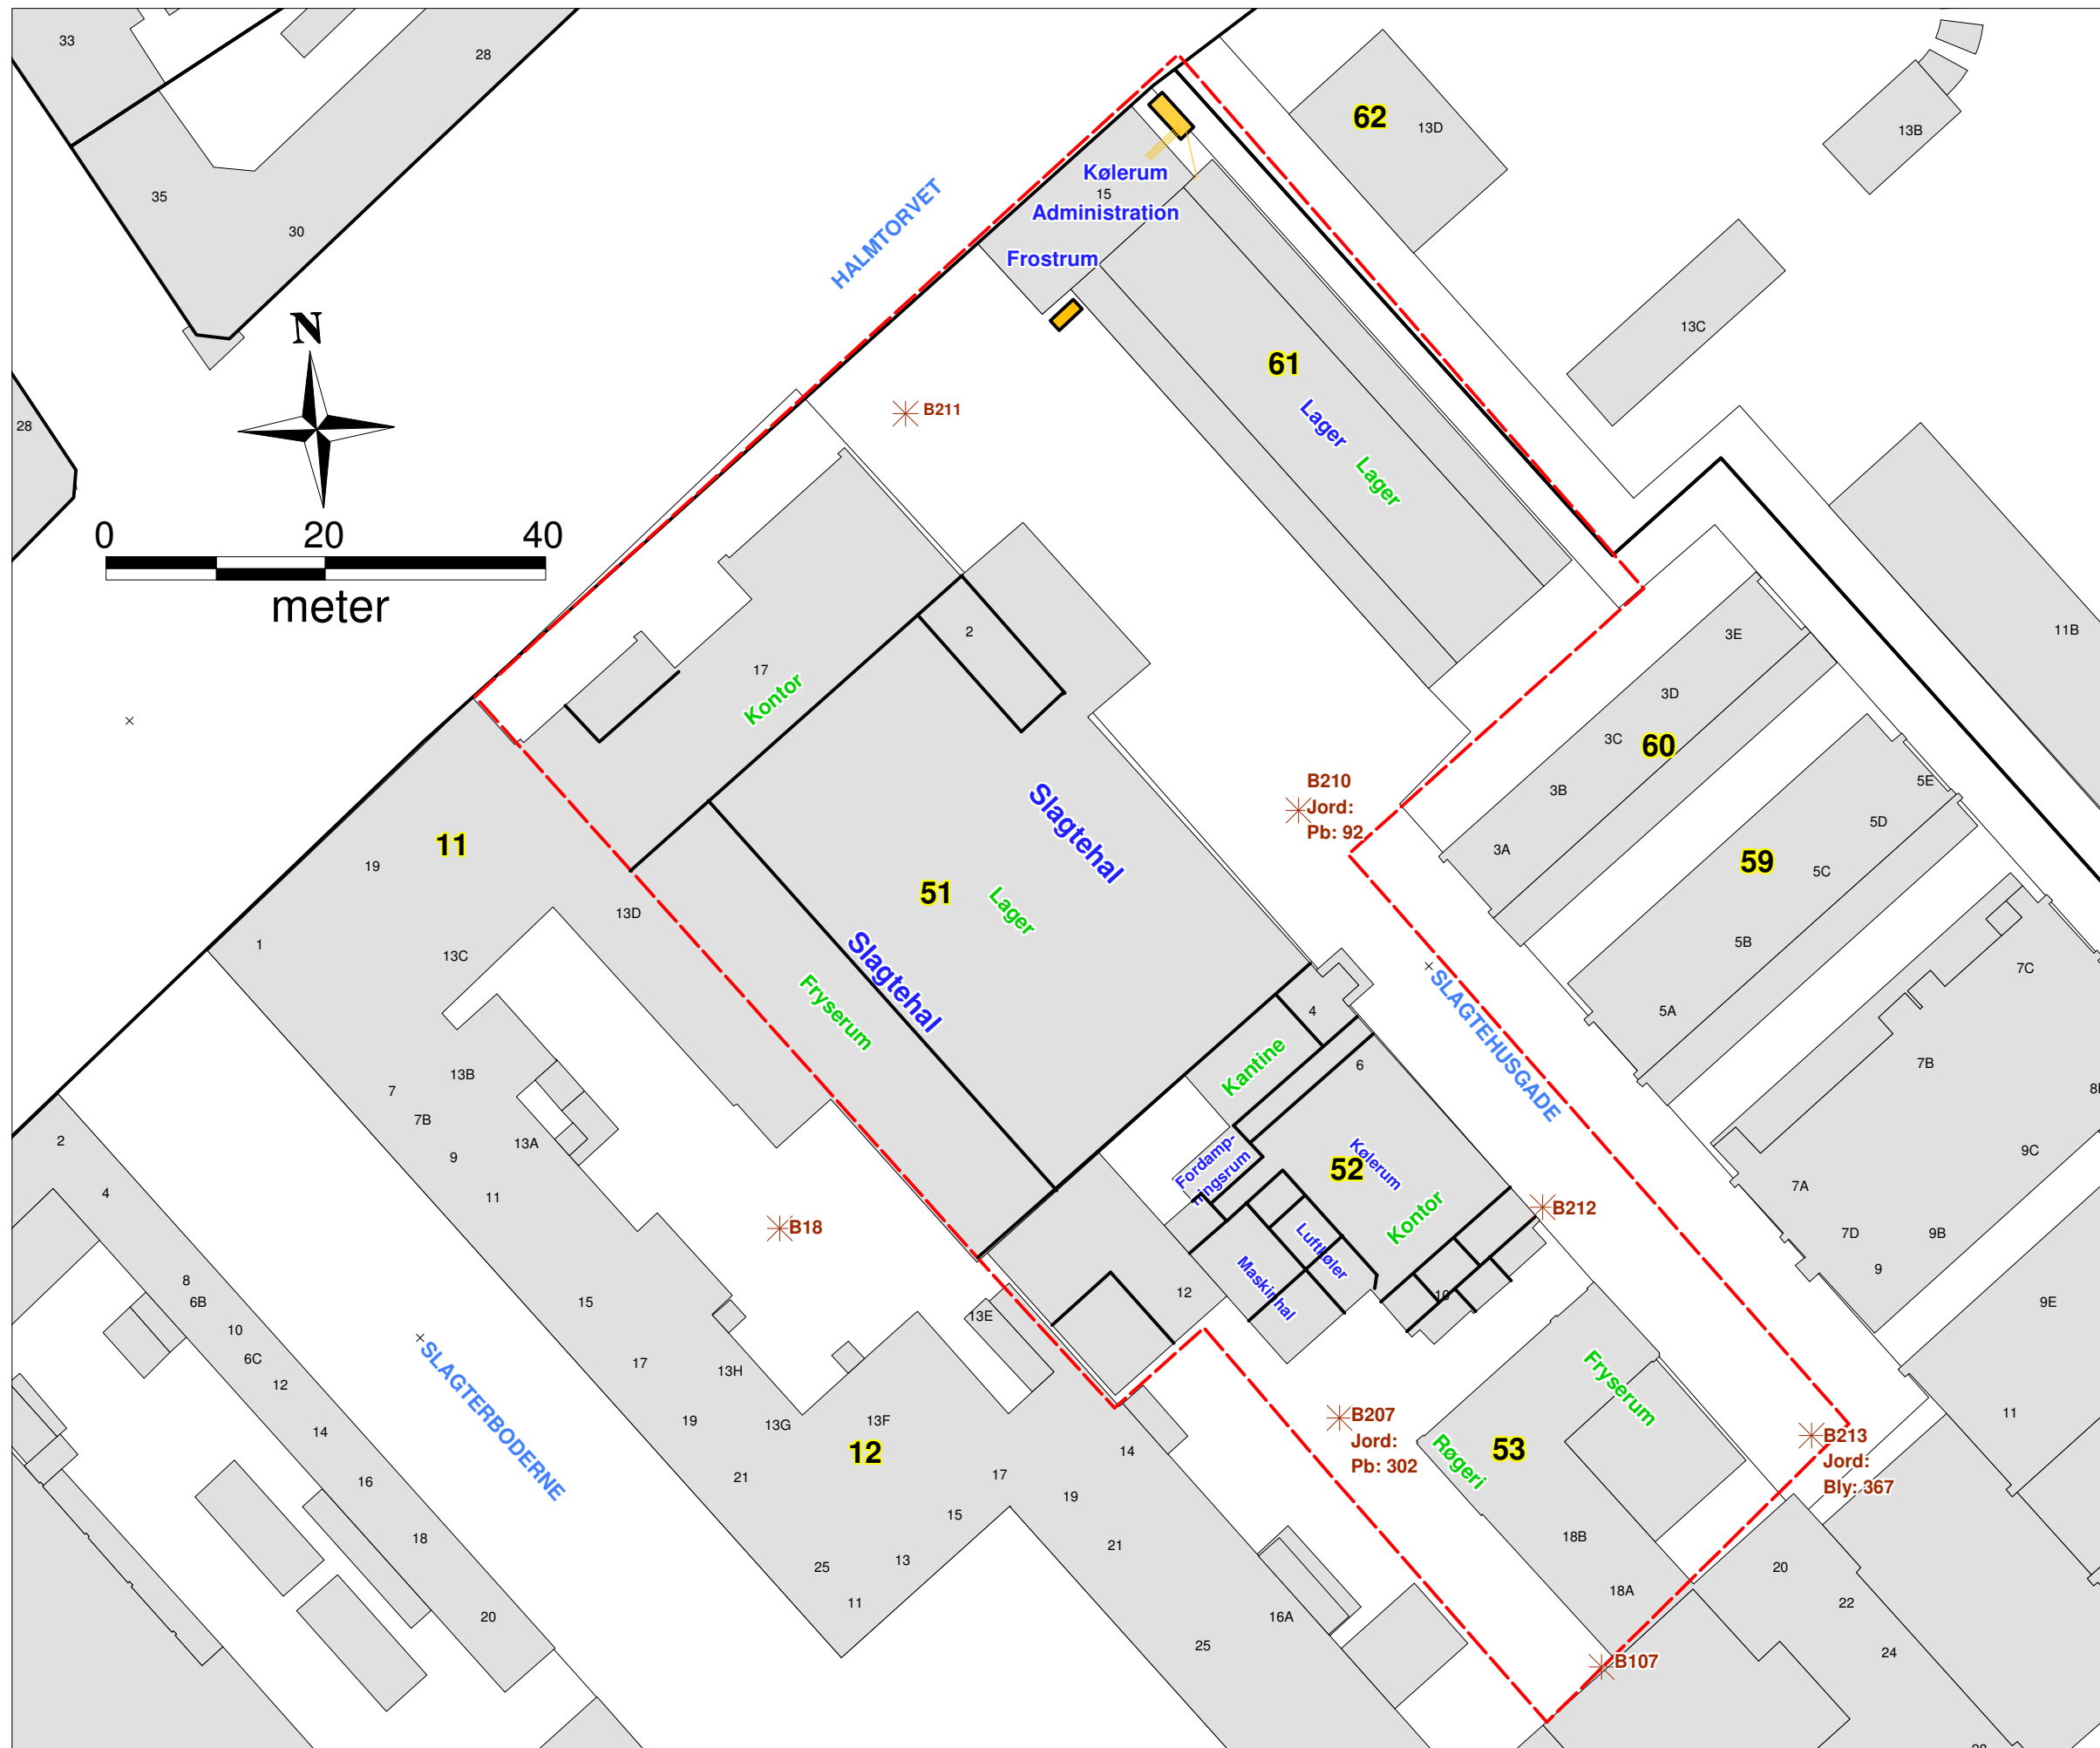 33
28
35
30
28
N
0 20 40
meter
HALMTORVET
Kølerum
15
Administration
Frostrum
62
13D
13B
13C
61
Lager
Lager
B211
11B
2
17
Kontor
3E
3D
3C
60
3B
3A
B210
Jord:
Pb: 92
5E
5D
59
5C
5B
5A
Slagtehal
51
Lager
Slagtehal
Fryserum
11
19
1
13D
13C
13B
7
7B
13A
9
11
2
4
8
6B
10
6C
12
14
16
18
20
SLAGTERBODERNE
B18
15
17
13H
19
13G
13F
21
12
13E
17
15
13
25
11
14
19
21
25
16A
12
4
Kantine
6
Fordamp-
ningsrum
52
Kølerum
Kontor
Luftkøler
Maskinhal
10
SLAGTEHUSGADE
B212
7C
7B
9C
7A
7D
9B
9
9E
11
B207
Jord:
Pb: 302
Røgeri
53
Fryserum
18B
18A
B213
Jord:
Bly: 367
20
22
24
B107